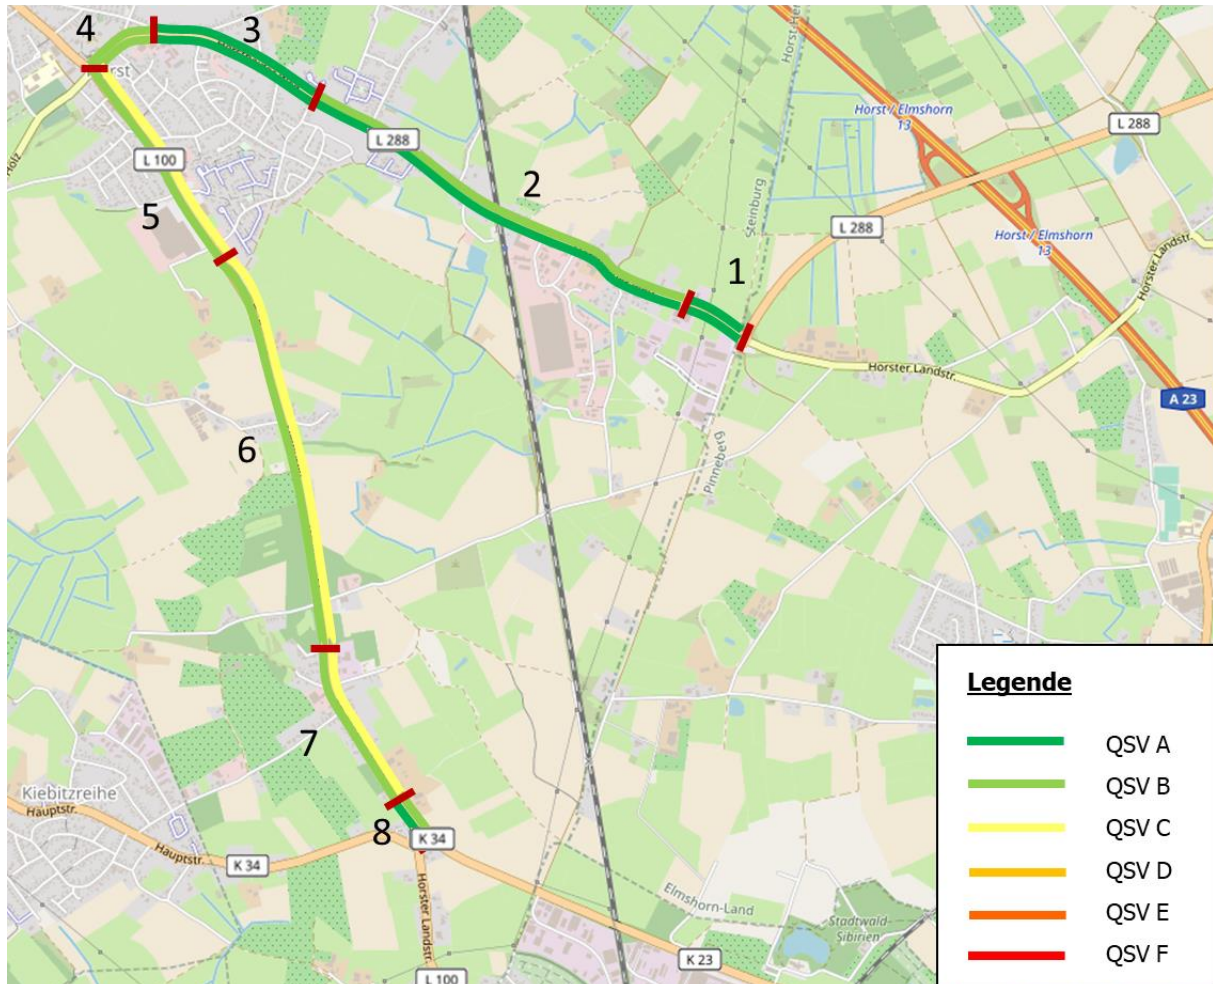 4
3
Horst / Elmshorn
13
L 288
L 288
L 100
2
Steinburg
5
L 288
Horst / Elmshorn
13
Horster Landstr.
1
Horster Landstr.
A 23
6
Pinneberg
Legende
QSV A
QSV B
QSV C
QSV D
QSV E
QSV F
7
Kiebitzreihe
Hauptstr.
8
K 34
Hauptstr.
K 34
Horster Landstr.
Elmshorn-Land
Stadtwald
Sibirien
K 23
L 100